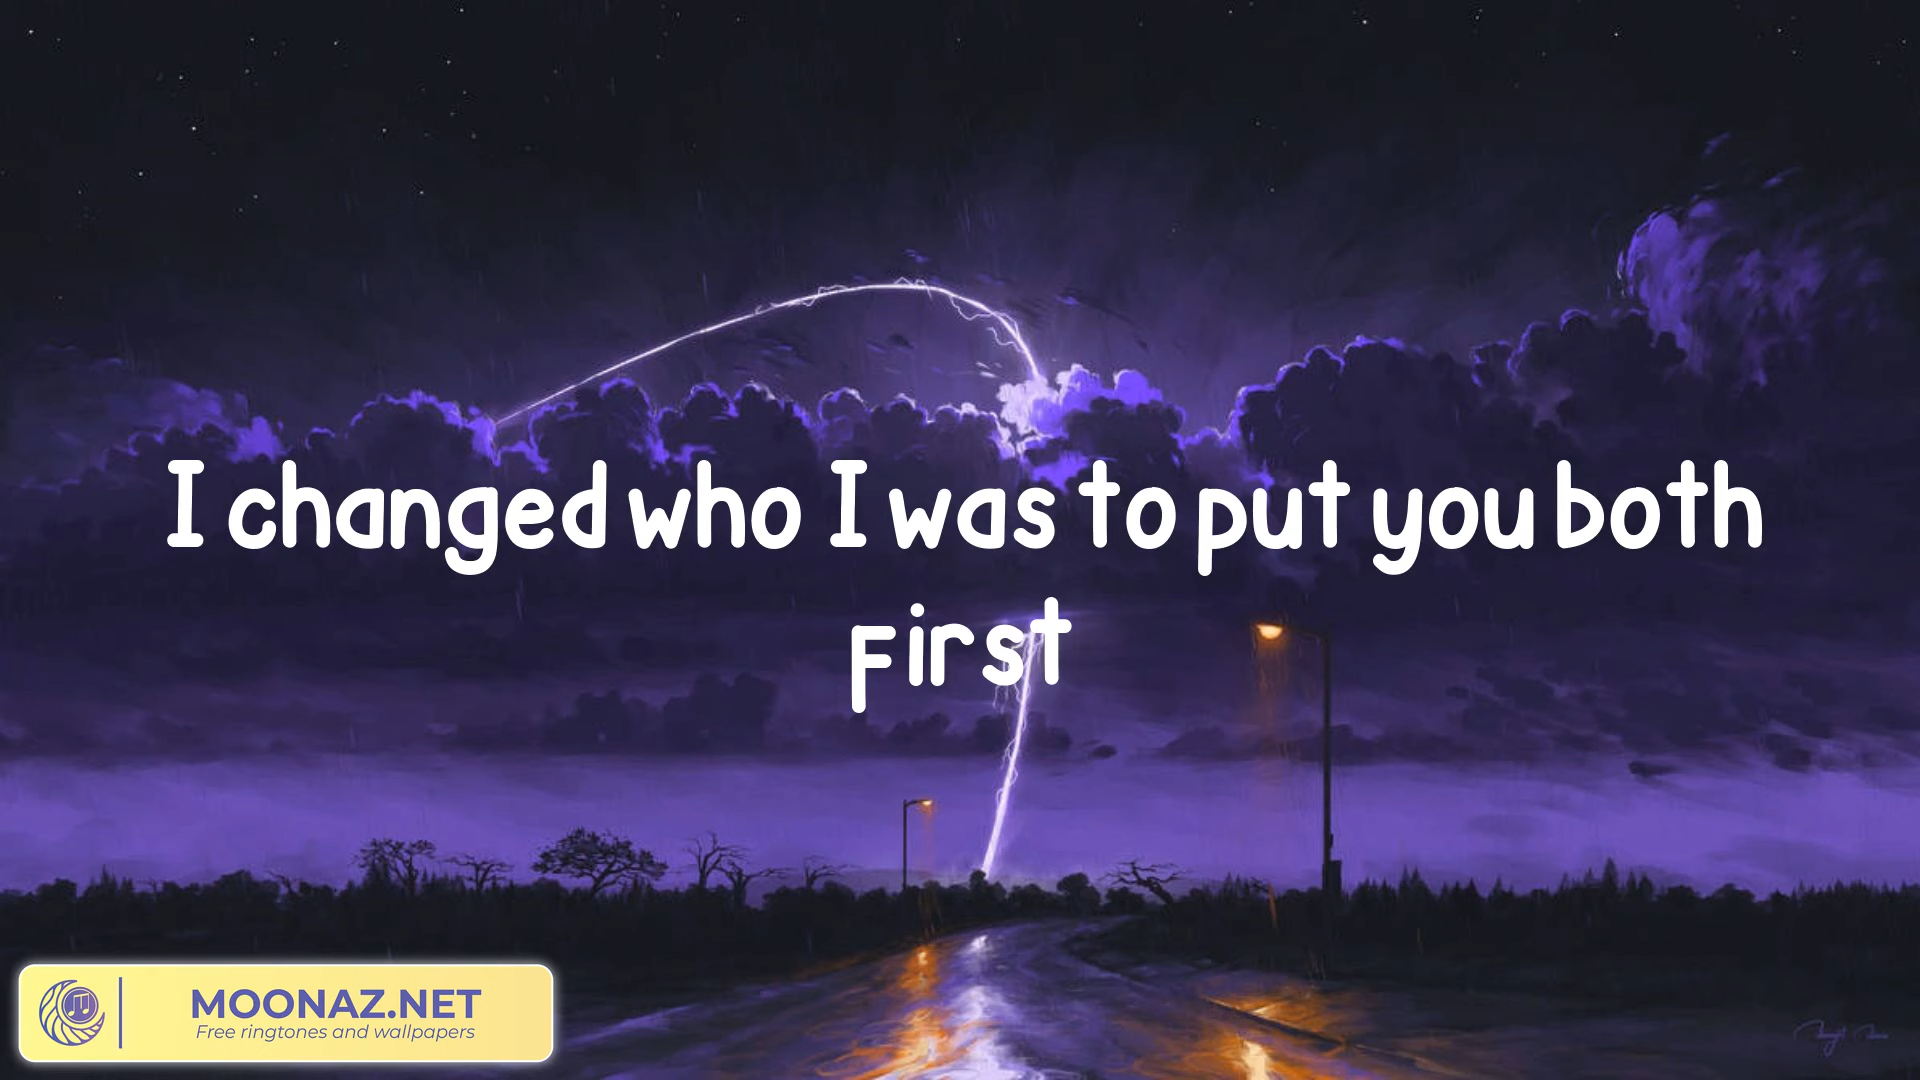 I changed who I was to put you both
First
MOONAZ.NET
Free ringtones and wallpapers